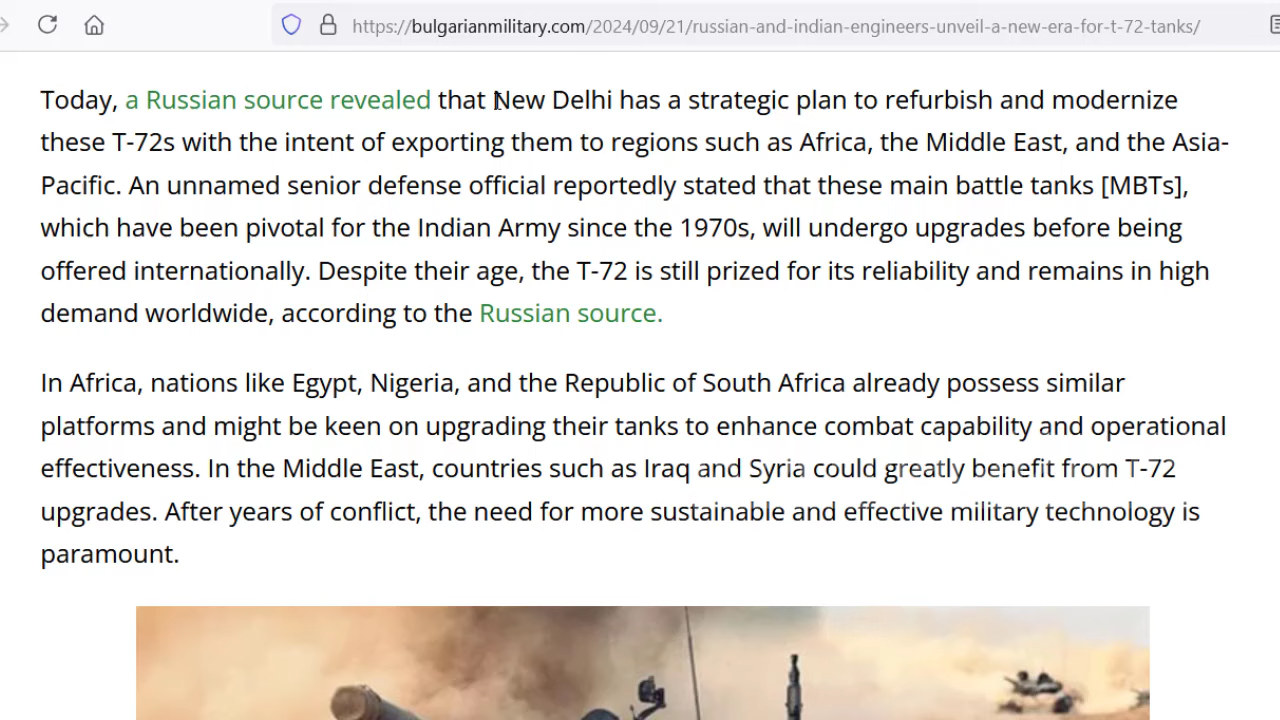 https://bulgarianmilitary.com/2024/09/21/russian-and-indian-engineers-unveil-a-new-era-for-t-72-tanks/
Today, a Russian source revealed that New Delhi has a strategic plan to refurbish and modernize
these T-72s with the intent of exporting them to regions such as Africa, the Middle East, and the Asia-
Pacific. An unnamed senior defense official reportedly stated that these main battle tanks [MBTs],
which have been pivotal for the Indian Army since the 1970s, will undergo upgrades before being
offered internationally. Despite their age, the T-72 is still prized for its reliability and remains in high
demand worldwide, according to the Russian source.
In Africa, nations like Egypt, Nigeria, and the Republic of South Africa already possess similar
platforms and might be keen on upgrading their tanks to enhance combat capability and operational
effectiveness. In the Middle East, countries such as Iraq and Syria could greatly benefit from T-72
upgrades. After years of conflict, the need for more sustainable and effective military technology is
paramount.